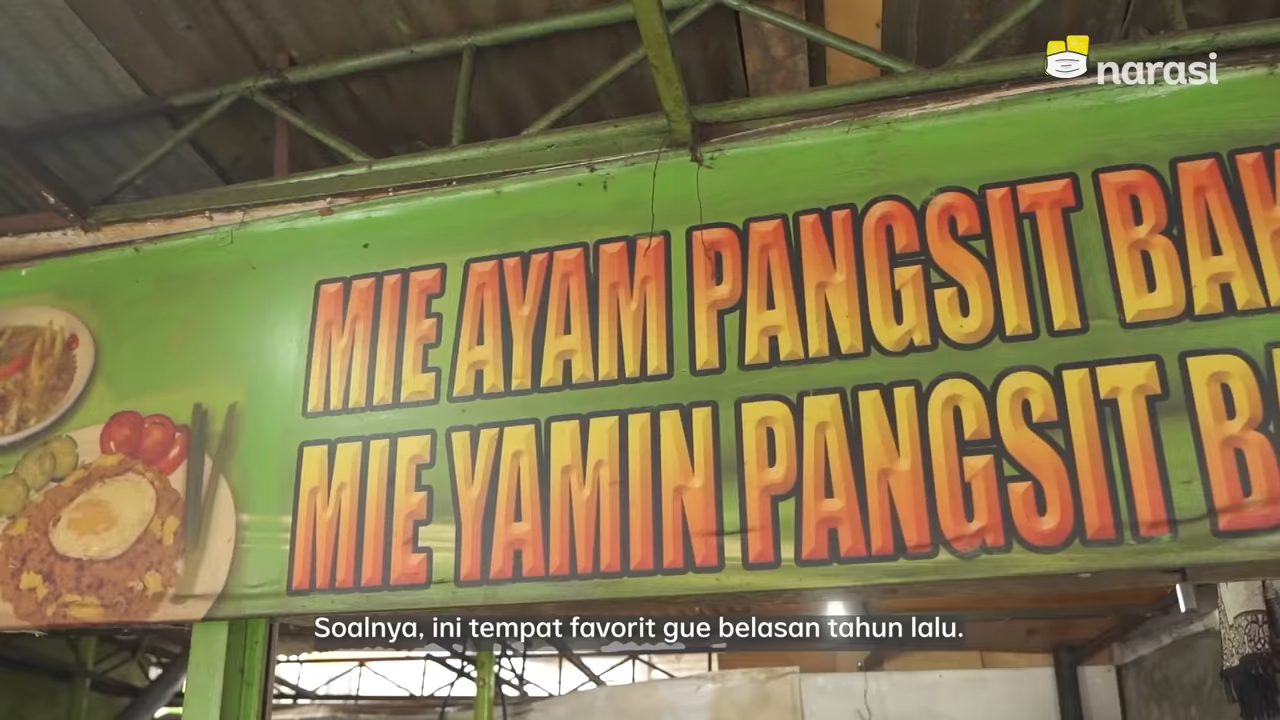 narasi
MIE AYAM PANGSIT
MIE YAMIN PANGSIT
Soalnya, ini tempat favorit gue belasan tahun lalu.